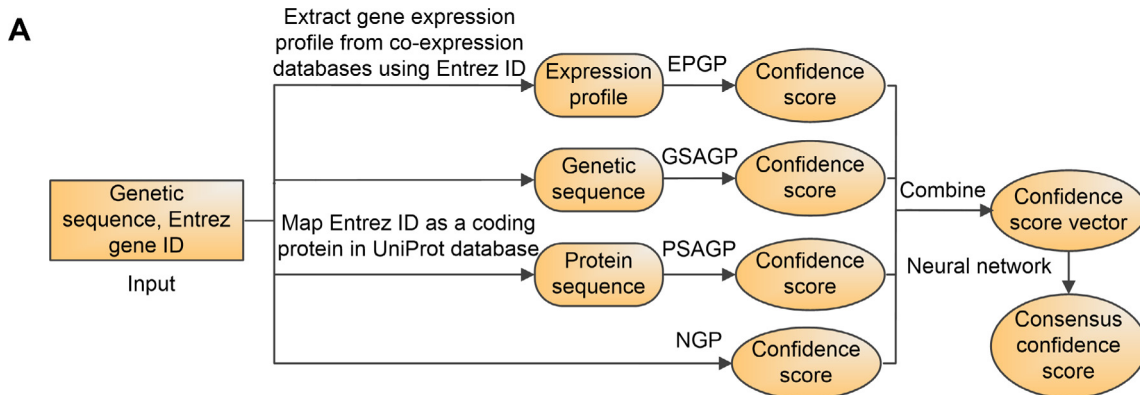 A
Extract gene expression
profile from co-expression
databases using Entrez ID
Expression
profile
EPGP
Confidence
score
Genetic
sequence
GSAGP
Confidence
score
Genetic
sequence, Entrez
gene ID
Input
Map Entrez ID as a coding
protein in UniProt database
Protein
sequence
PSAGP
Confidence
score
NGP
Confidence
score
Combine
Confidence
score vector
Neural network
Consensus
confidence
score